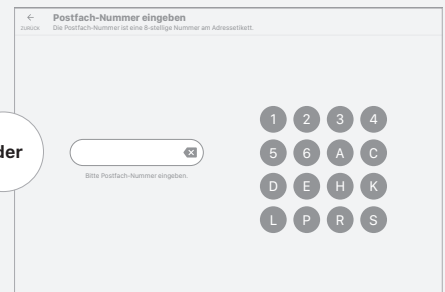 Postfach-Nummer eingeben
ZURÜCK Die Postfach-Nummer ist eine 8-stellige Nummer am Adressetikett.
1 2 3 4
der
5 6 A C
Bitte Postfach-Nummer eingeben.
D E H K
L P R S